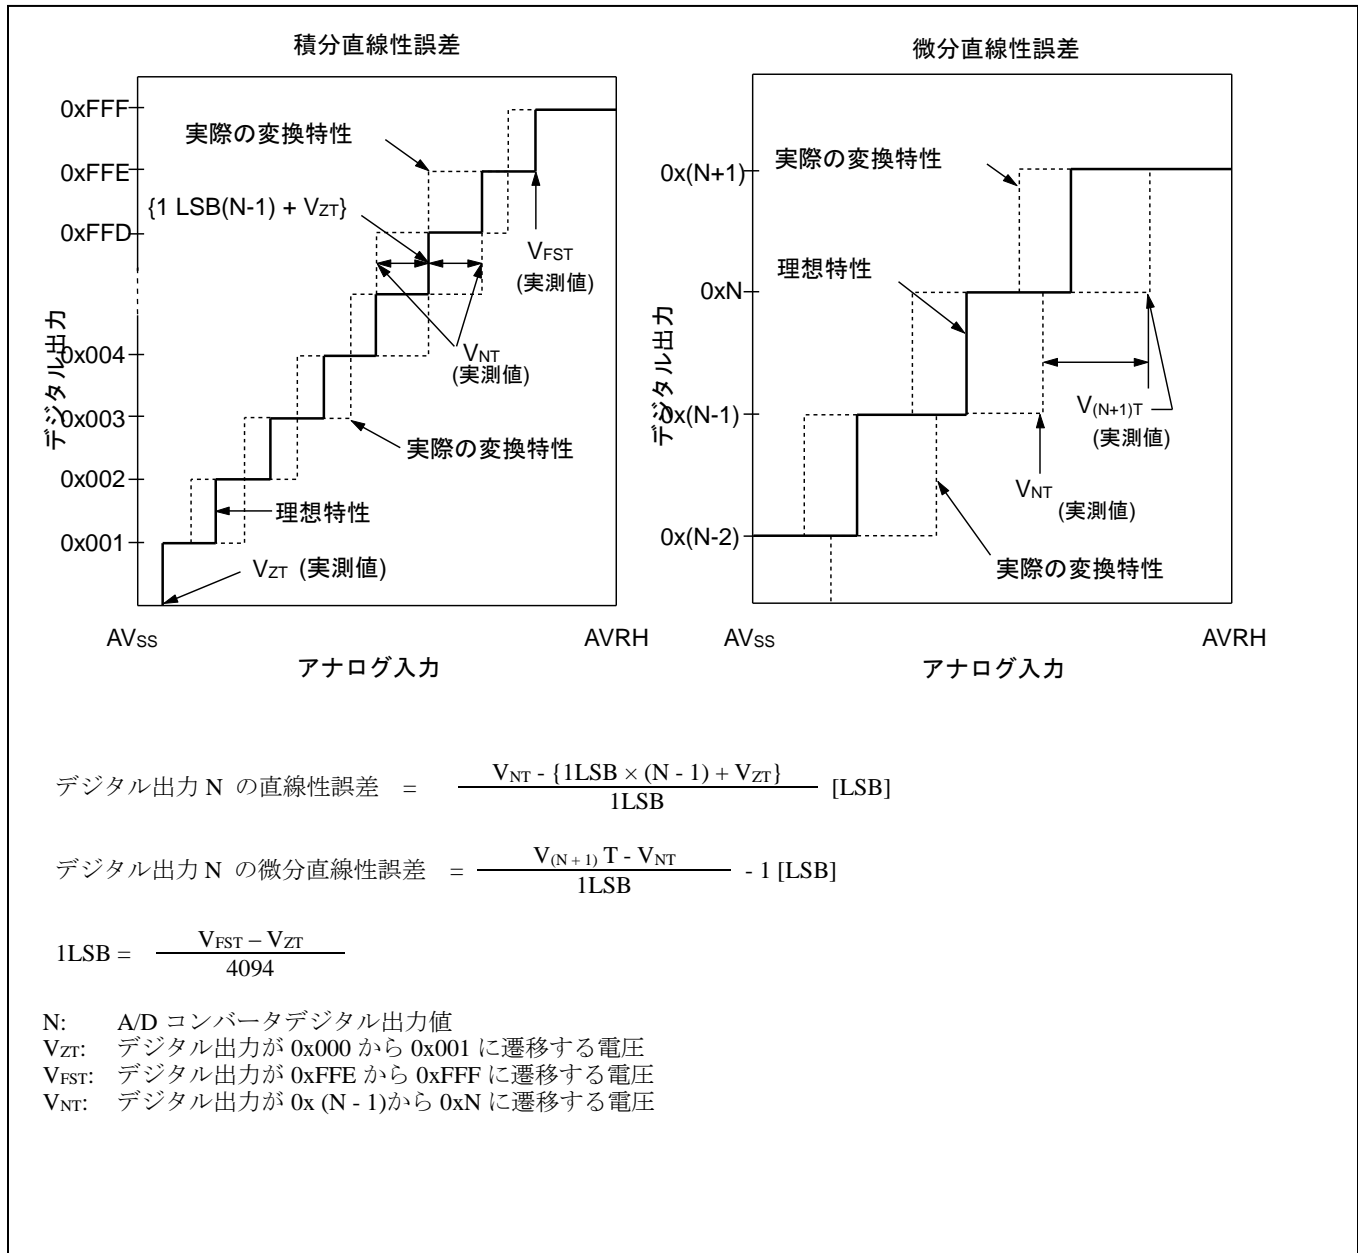 積分直線性誤差
0xFFF
0xFFE
0xFFD
0x004
0x003
0x002
0x001
デジタル出力
実際の変換特性
{1 LSB(N-1) + VZT}
VFST
(実測値)
VNT
(実測値)
実際の変換特性
理想特性
VZT (実測値)
AVSS
AVRH
アナログ入力
微分直線性誤差
0x(N+1)
0xN
0x(N-1)
0x(N-2)
デジタル出力
実際の変換特性
理想特性
V(N+1)T
(実測値)
VNT
(実測値)
実際の変換特性
AVSS
AVRH
アナログ入力
デジタル出力 N の直線性誤差 = VNT - {1LSB × (N - 1) + VZT} / 1LSB [LSB]
デジタル出力 N の微分直線性誤差 = V(N + 1) T - VNT / 1LSB - 1 [LSB]
1LSB = VFST – VZT / 4094
N: A/D コンバータデジタル出力値
VZT: デジタル出力が 0x000 から 0x001 に遷移する電圧
VFST: デジタル出力が 0xFFE から 0xFFF に遷移する電圧
VNT: デジタル出力が 0x (N - 1)から 0xN に遷移する電圧